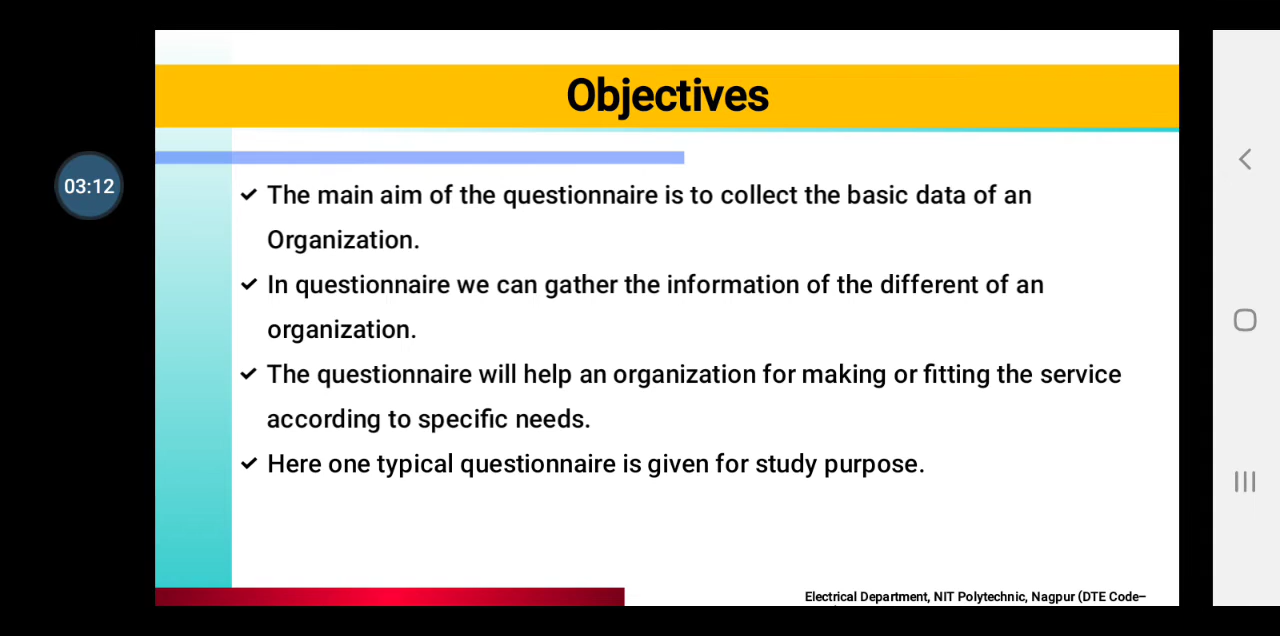 Objectives
03:12
✓ The main aim of the questionnaire is to collect the basic data of an
Organization.
✓ In questionnaire we can gather the information of the different of an
organization.
✓ The questionnaire will help an organization for making or fitting the service
according to specific needs.
✓ Here one typical questionnaire is given for study purpose.
Electrical Department, NIT Polytechnic, Nagpur (DTE Code–